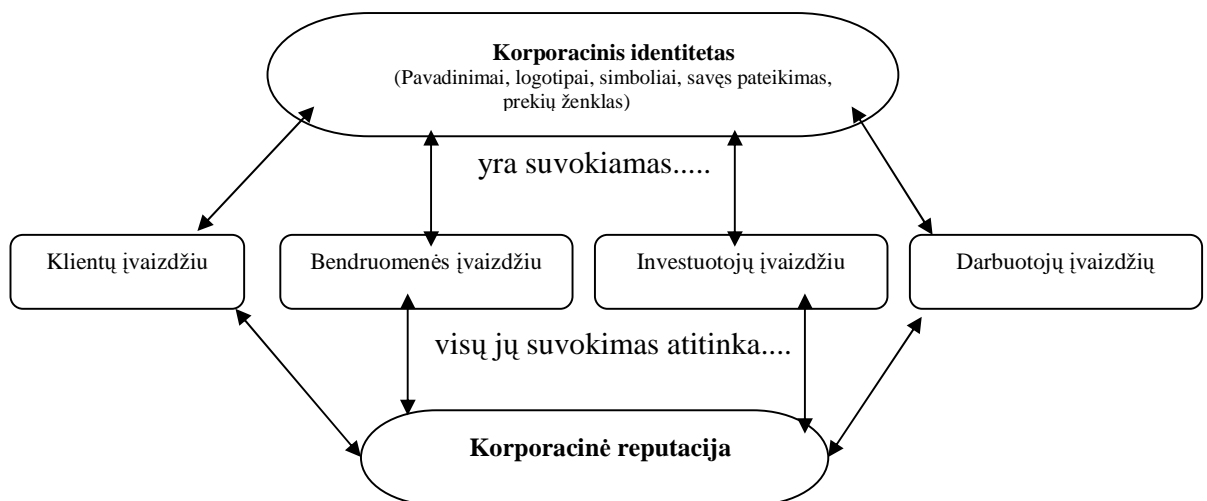 Korporacinis identitetas
(Pavadinimai, logotipai, simboliai, savęs pateikimas,
prekių ženklas)
yra suvokiamas.....
Klientų įvaizdžiu
Bendruomenės įvaizdžiu
Investuotojų įvaizdžiu
Darbuotojų įvaizdžių
visų jų suvokimas atitinka....
Korporacinė reputacija